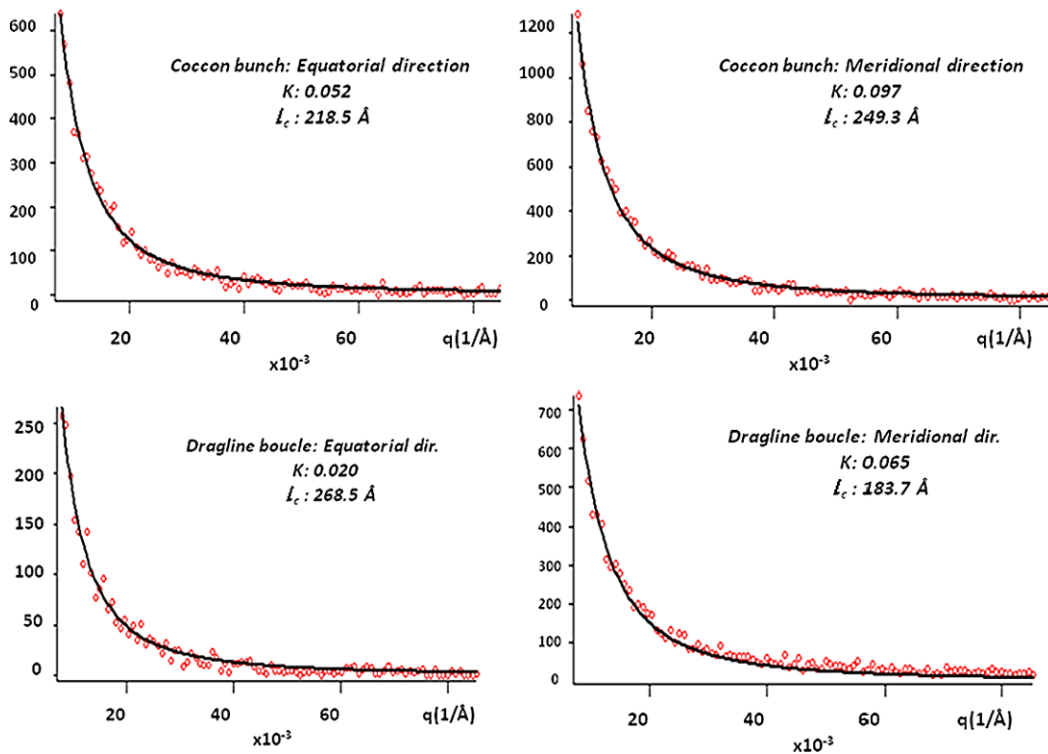 600
500
400
300
200
100
0
Coccon bunch: Equatorial direction
K: 0.052
Lc : 218.5 Å
20
40
60
q(1/Å)
x10-3
1200
1000
800
600
400
200
0
Coccon bunch: Meridional direction
K: 0.097
Lc : 249.3 Å
20
40
60
q(1/Å)
x10-3
250
200
150
100
50
0
Dragline boucle: Equatorial dir.
K: 0.020
Lc : 268.5 Å
20
40
60
q(1/Å)
x10-3
700
600
500
400
300
200
100
0
Dragline boucle: Meridional dir.
K: 0.065
Lc : 183.7 Å
20
40
60
q(1/Å)
x10-3